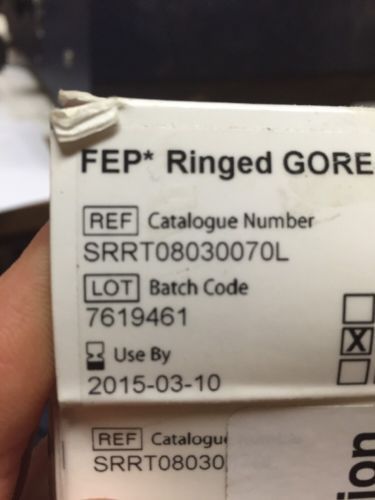 FEP* Ringed GORE
REF Catalogue Number
SRRT08030070L
LOT Batch Code
7619461
Use By
X
2015-03-10
REF Catalogue
SRRT08030
ion